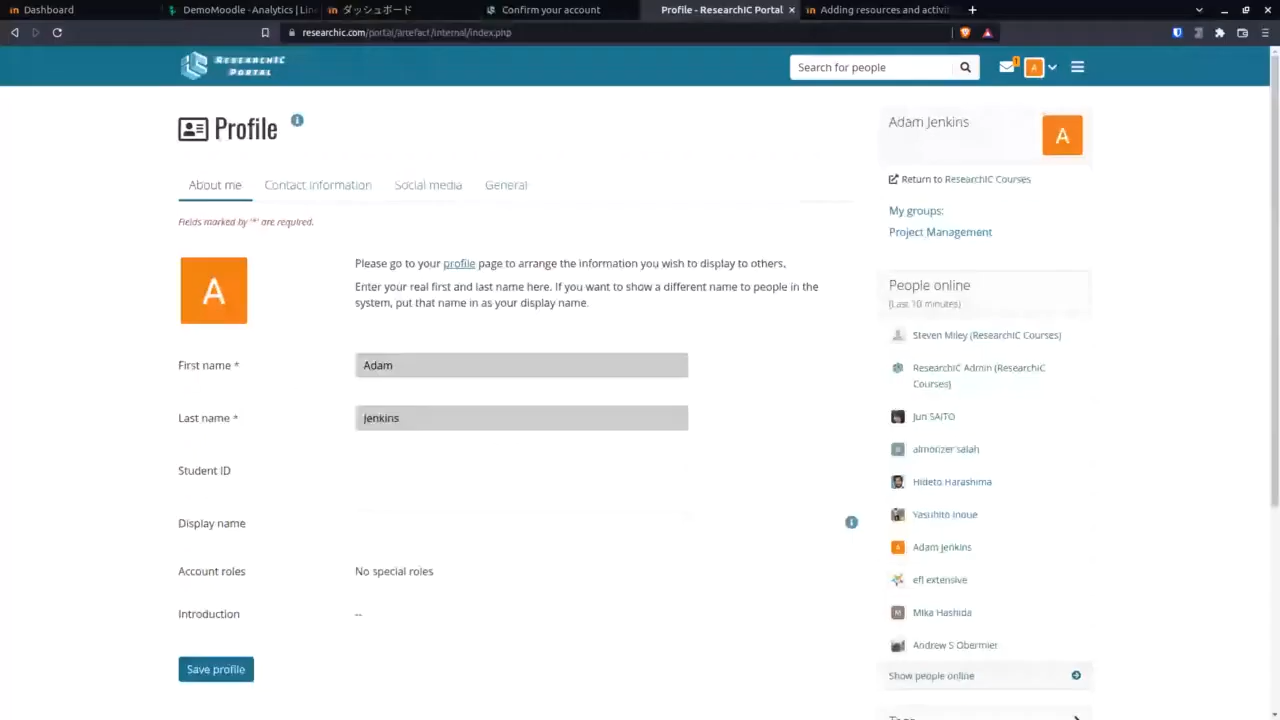 Dashboard
DemoMoodle - Analytics | Lin
ダッシュボード
Confirm your account
Profile - ResearchIC Portal
Adding resources and activit
researchic.com/portal/artefact/internal/index.php
ResearchIC
Portal
Search for people
1
A
Profile
Adam Jenkins
A
Return to ResearchIC Courses
About me
Contact information
Social media
General
My groups:
Project Management
Fields marked by '*' are required.
A
Please go to your profile page to arrange the information you wish to display to others.
Enter your real first and last name here. If you want to show a different name to people in the
system, put that name in as your display name.
People online
(Last 10 minutes)
Steven Miley (ResearchIC Courses)
ResearchIC Admin (ResearchIC
Courses)
First name *
Adam
Last name *
Jenkins
Jun SAITO
almonzer salah
Student ID
Hideto Harashima
Yasuhito Inoue
Display name
Adam Jenkins
Account roles
No special roles
efl extensive
Introduction
--
M
Mika Hashida
Andrew S Obermier
Save profile
Show people online